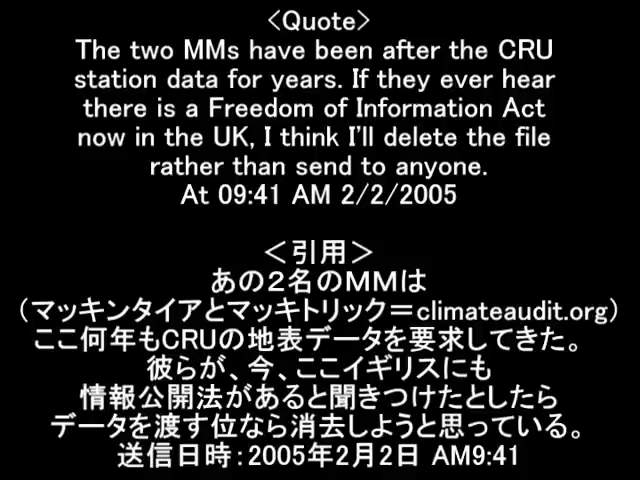 <Quote>
The two MMs have been after the CRU
station data for years. If they ever hear
there is a Freedom of Information Act
now in the UK, I think I'll delete the file
rather than send to anyone.
At 09:41 AM 2/2/2005
＜引用＞
あの２名のＭＭは
（マッキンタイアとマッキトリック＝climateaudit.org）
ここ何年もCRUの地表データを要求してきた。
彼らが、今、ここイギリスにも
情報公開法があると聞きつけたとしたら
データを渡す位なら消去しようと思っている。
送信日時：2005年2月2日 AM9:41